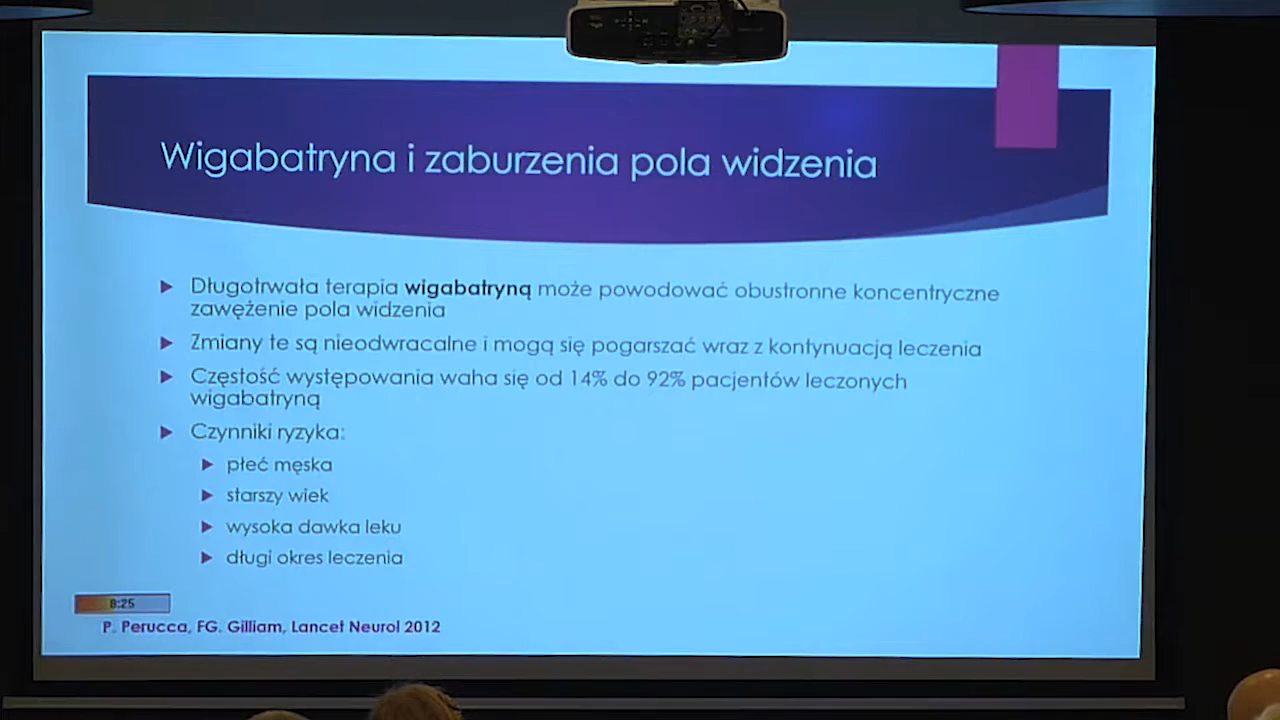 Wigabatryna i zaburzenia pola widzenia
Długotrwała terapia wigabatryną może powodować obustronne koncentryczne
zawężenie pola widzenia
Zmiany te są nieodwracalne i mogą się pogarszać wraz z kontynuacją leczenia
Częstość występowania waha się od 14% do 92% pacjentów leczonych
wigabatryną
Czynniki ryzyka:
płeć męska
starszy wiek
wysoka dawka leku
długi okres leczenia
8:25
P. Perucca, FG. Gilliam, Lancet Neurol 2012